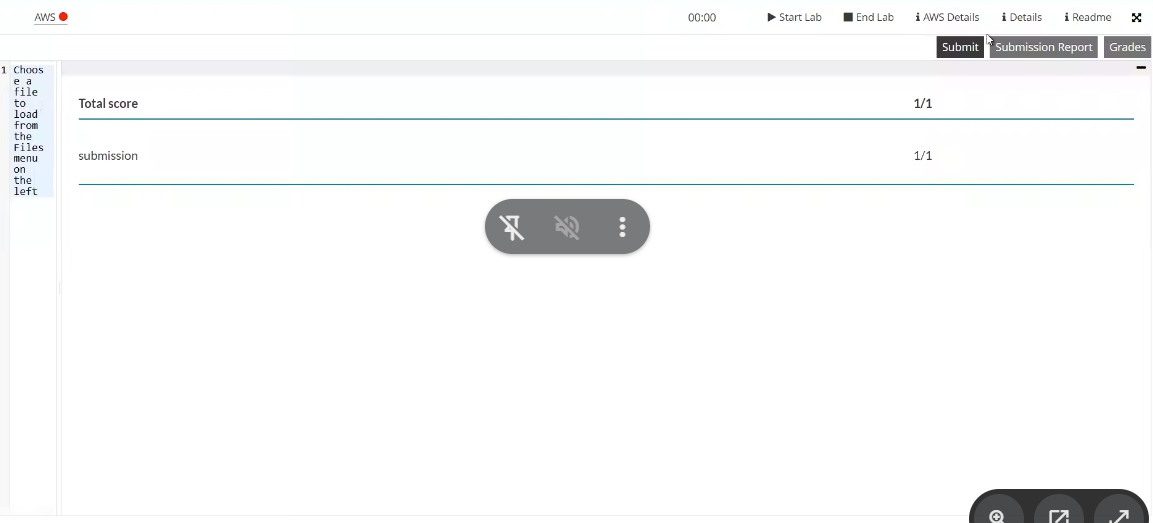 AWS
00:00
Start Lab
End Lab
AWS Details
Details
Readme
Submit
Submission Report
Grades
1
Choos
e a
file
to
load
from
the
Files
menu
on
the
left
Total score 1/1
submission 1/1